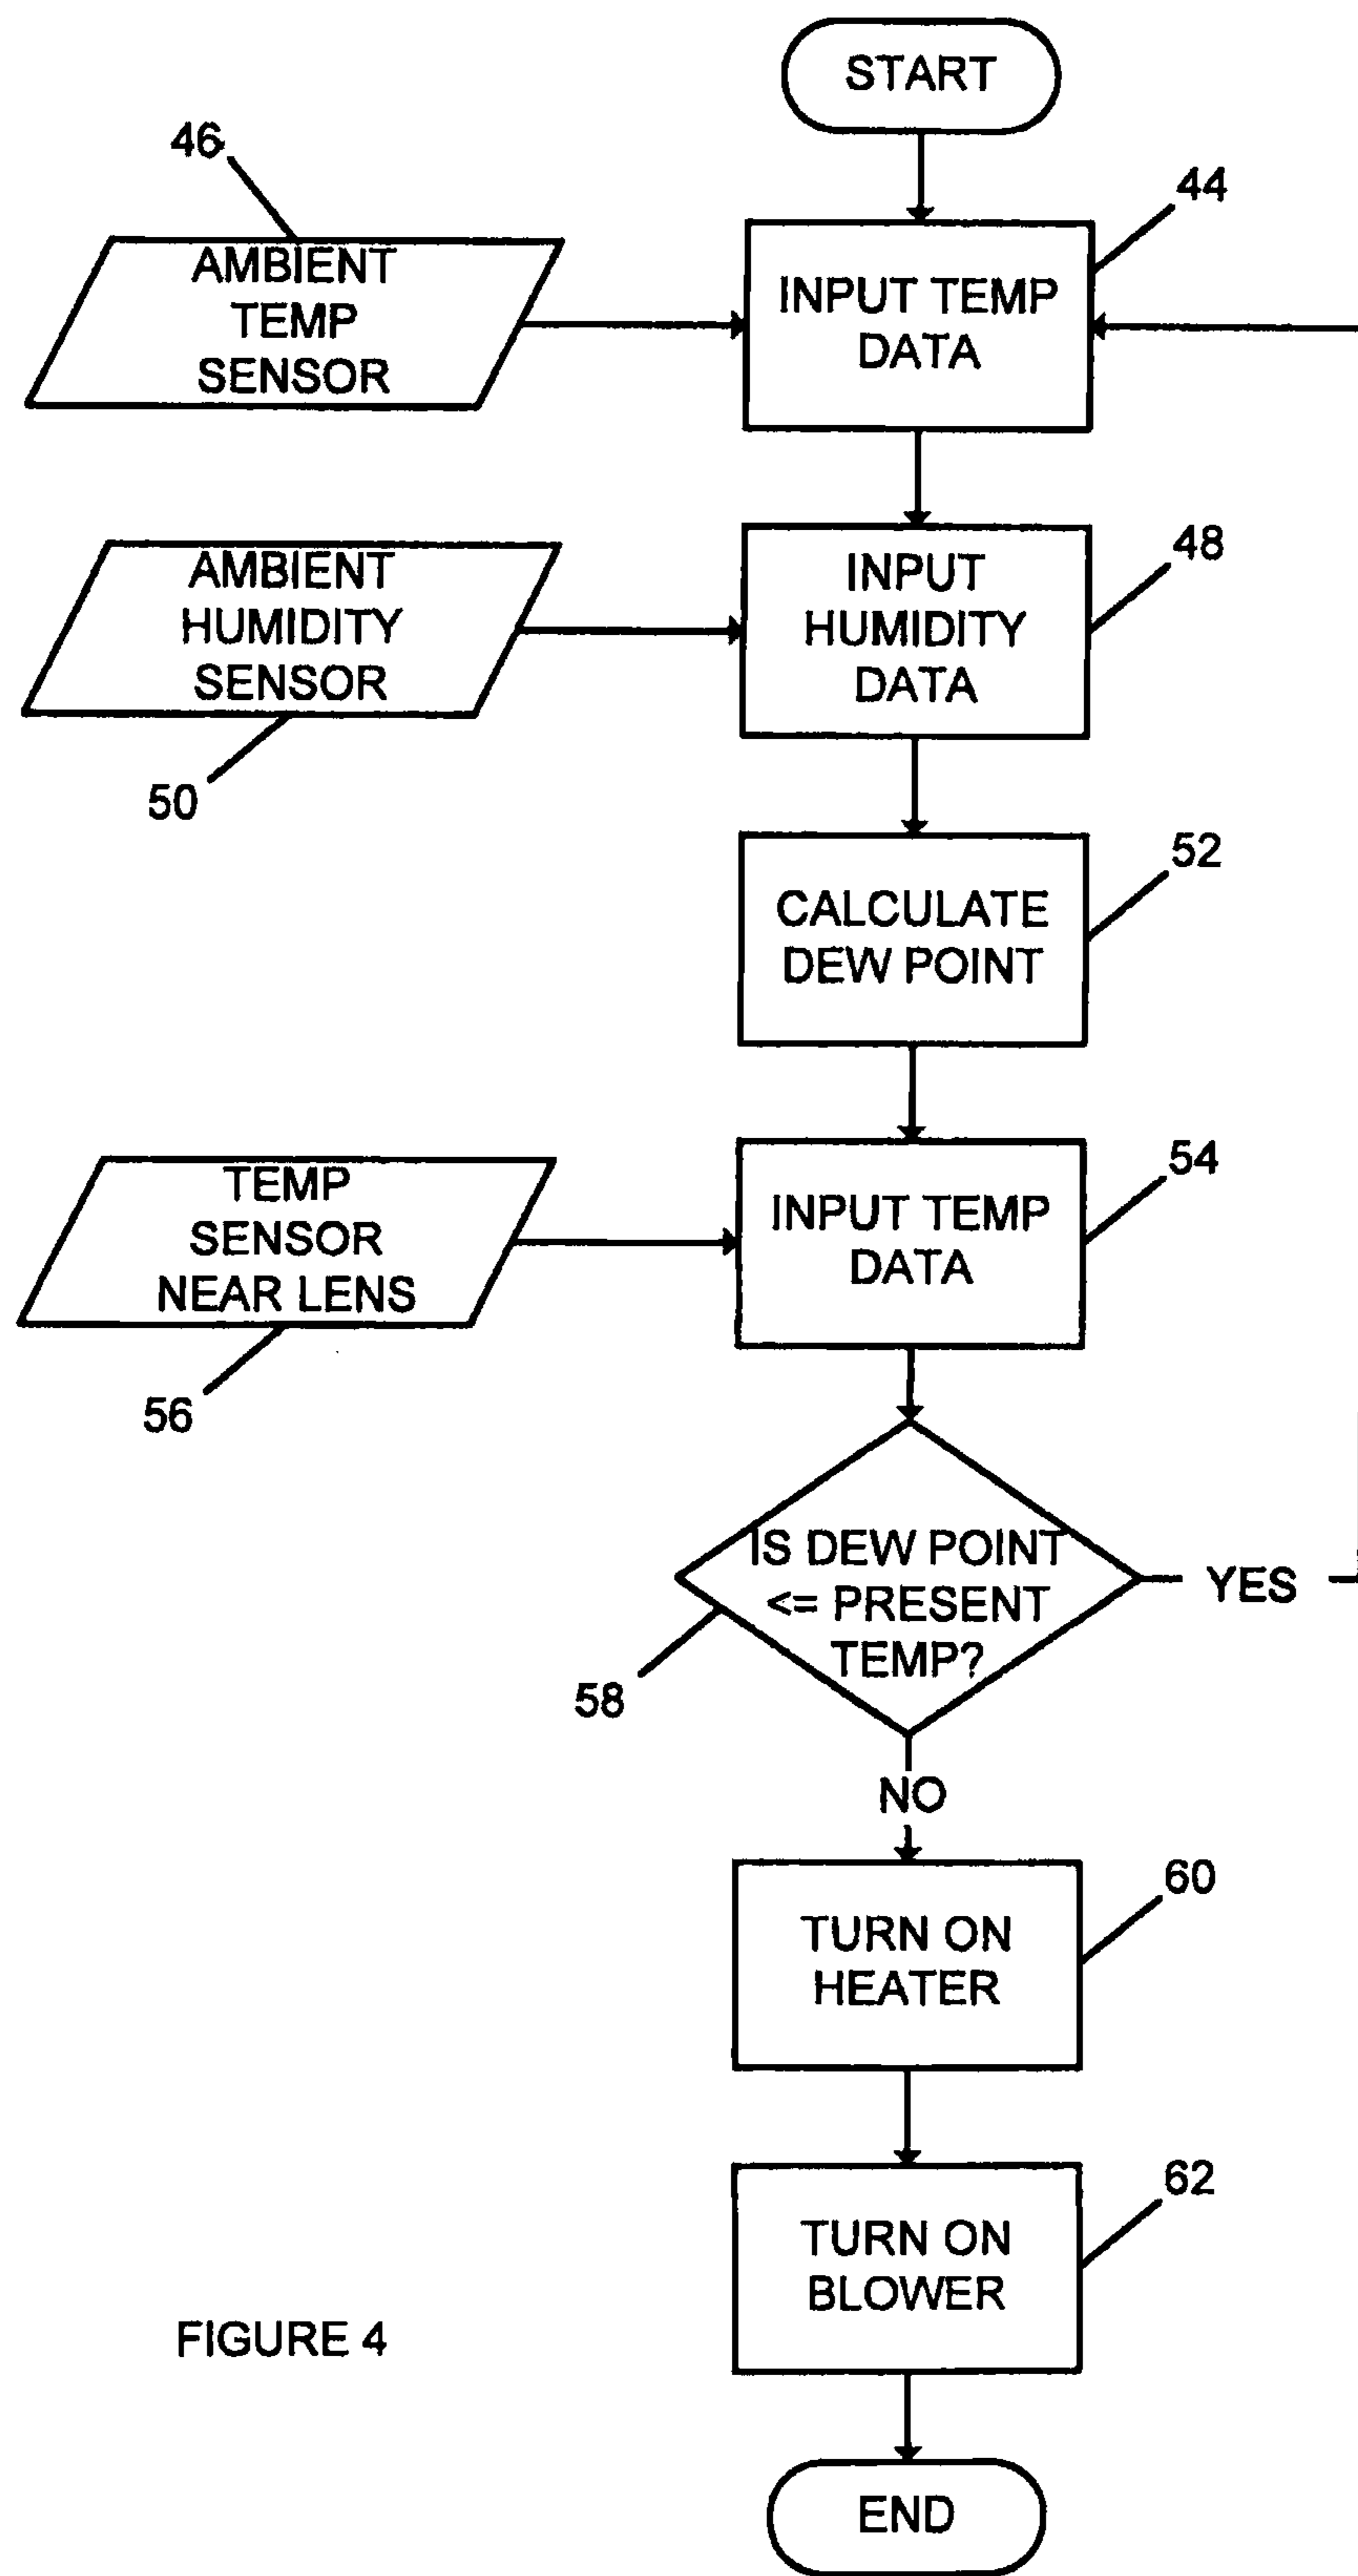 START
46
44
AMBIENT
TEMP
SENSOR
INPUT TEMP
DATA
48
AMBIENT
HUMIDITY
SENSOR
INPUT
HUMIDITY
DATA
50
52
CALCULATE
DEW POINT
54
TEMP
SENSOR
NEAR LENS
INPUT TEMP
DATA
56
IS DEW POINT
<= PRESENT
TEMP?
YES
58
NO
60
TURN ON
HEATER
62
TURN ON
BLOWER
FIGURE 4
END